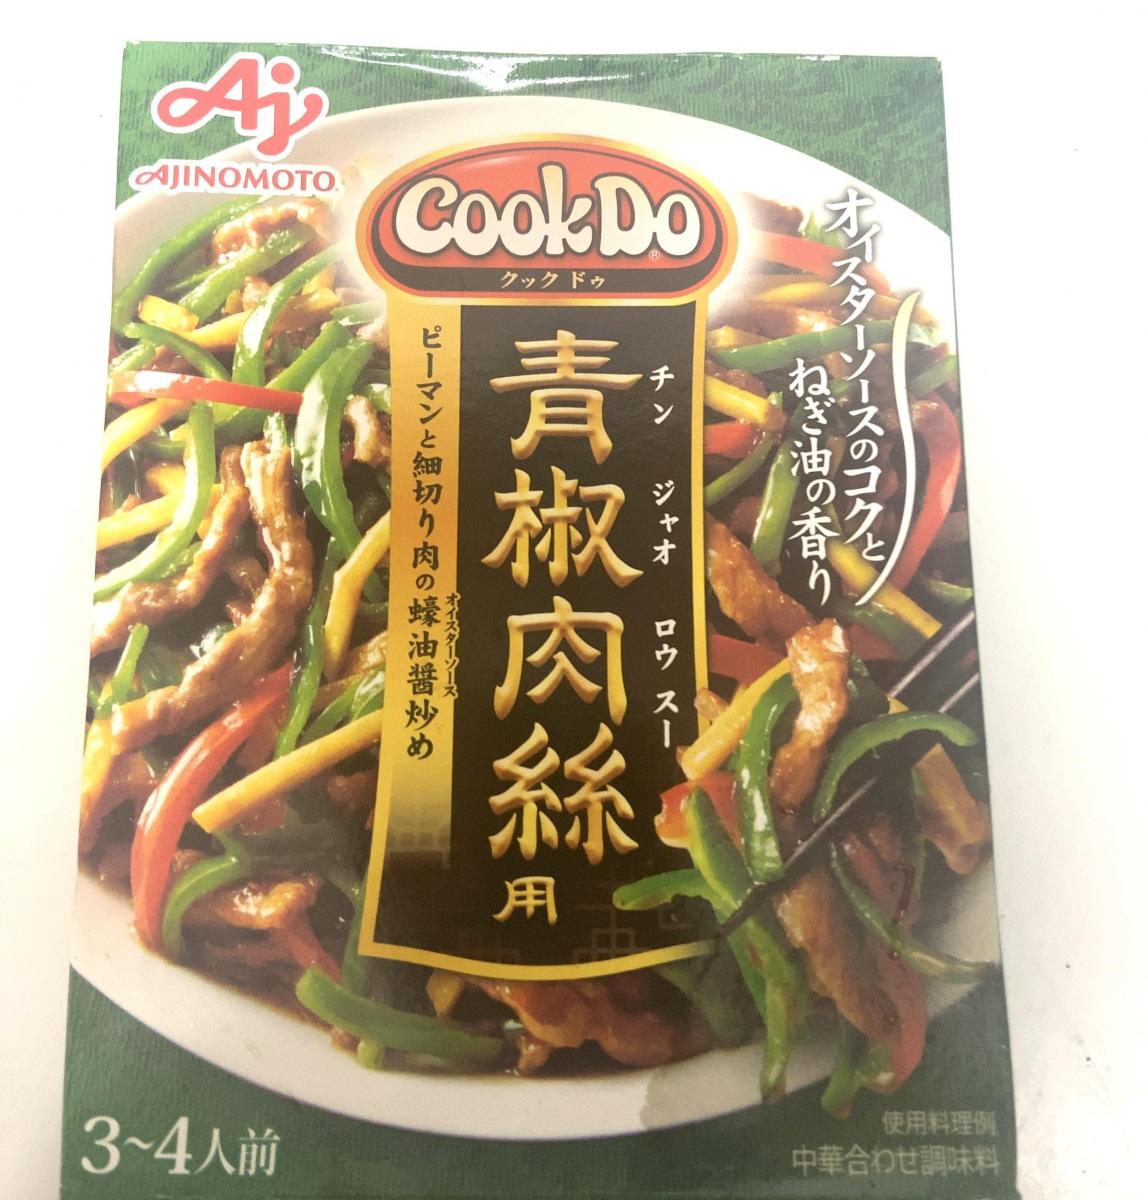 Aj
AJINOMOTO®
CookDo®
クック ドゥ
オイスターソースのコクと
ねぎ油の香り
チン ジャオ ロウ スー
青椒肉絲用
ピーマンと細切り肉の蠔油醤炒め
オイスターソース
3~4人前
使用料理例
中華合わせ調味料